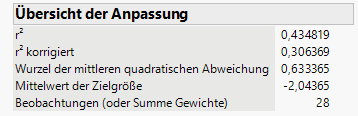 Übersicht der Anpassung
r² 0,434819
r² korrigiert 0,306369
Wurzel der mittleren quadratischen Abweichung 0,633365
Mittelwert der Zielgröße -2,04365
Beobachtungen (oder Summe Gewichte) 28